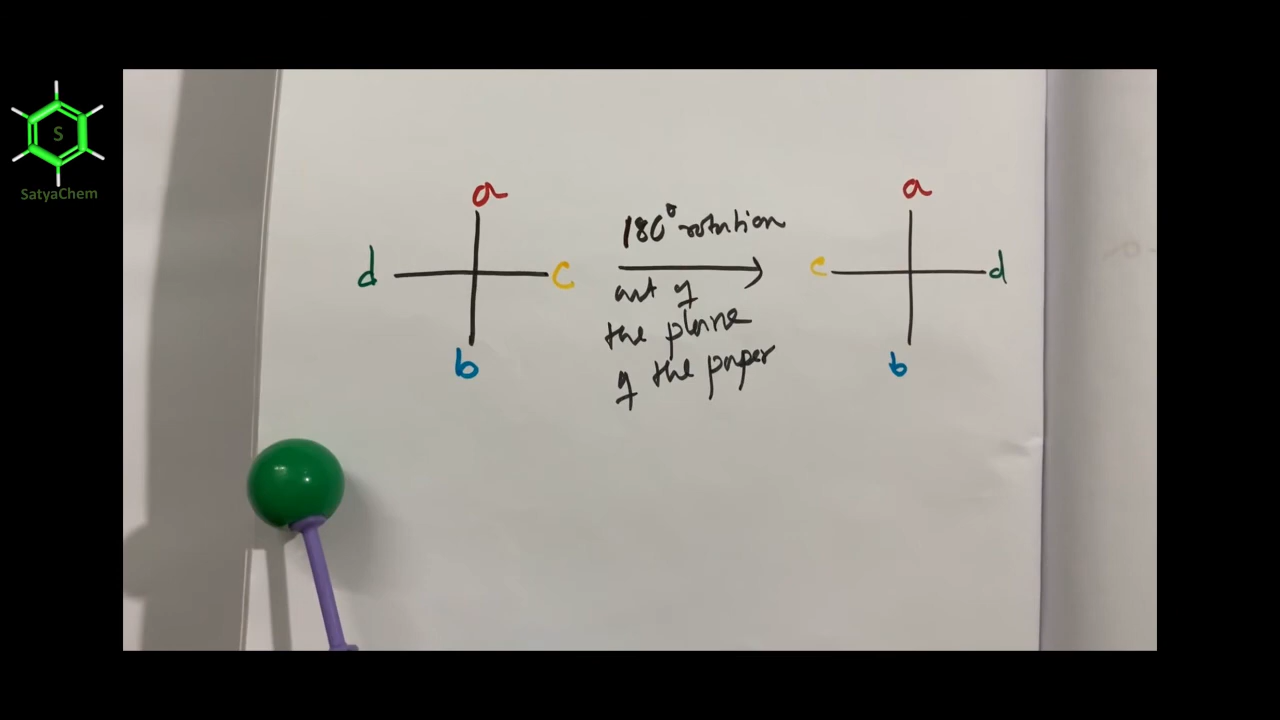 S
SatyaChem
a
d
c
b
180° rotation
out of
the plane
of the paper
a
c
d
b